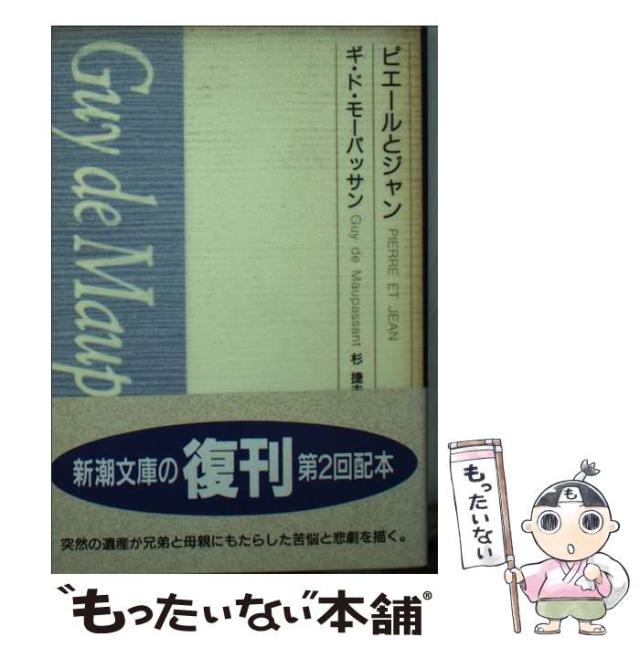 ピエールとジャン PIERRE ET JEAN
ギ・ド・モーパッサン Guy de Maupassant 杉 捷
Guy de Maup
新潮文庫の復刊 第2回配本
突然の遺産が兄弟と母親にもたらした苦悩と悲劇を描く。
“もったいない”本舗®
も
もったいない